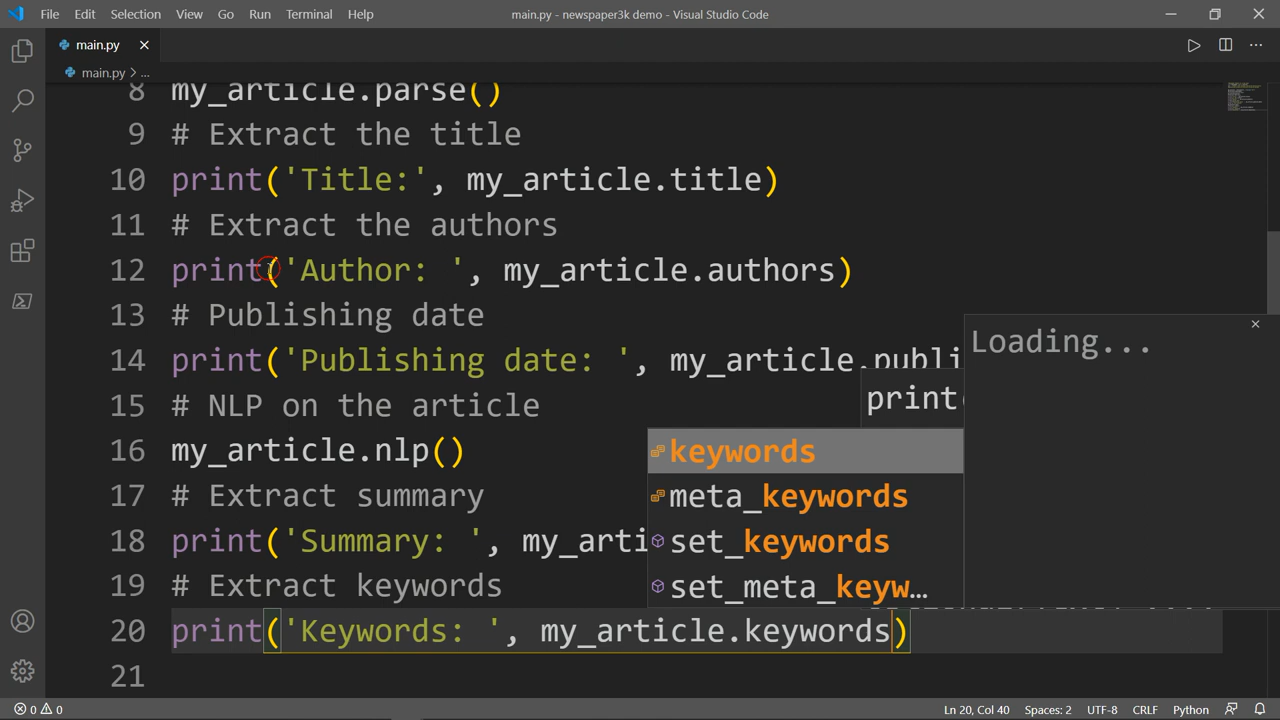 File Edit Selection View Go Run Terminal Help main.py - newspaper3k demo - Visual Studio Code
main.py
main.py > ...
8 my_article.parse()
9 # Extract the title
10 print('Title:', my_article.title)
11 # Extract the authors
12 print('Author: ', my_article.authors)
13 # Publishing date
14 print('Publishing date: ', my_article.publi
Loading...
15 # NLP on the article
print(
16 my_article.nlp()
keywords
17 # Extract summary
meta_keywords
18 print('Summary: ', my_arti
set_keywords
19 # Extract keywords
set_meta_keyw…
20 print('Keywords: ', my_article.keywords)
21
0 0 Ln 20, Col 40 Spaces: 2 UTF-8 CRLF Python